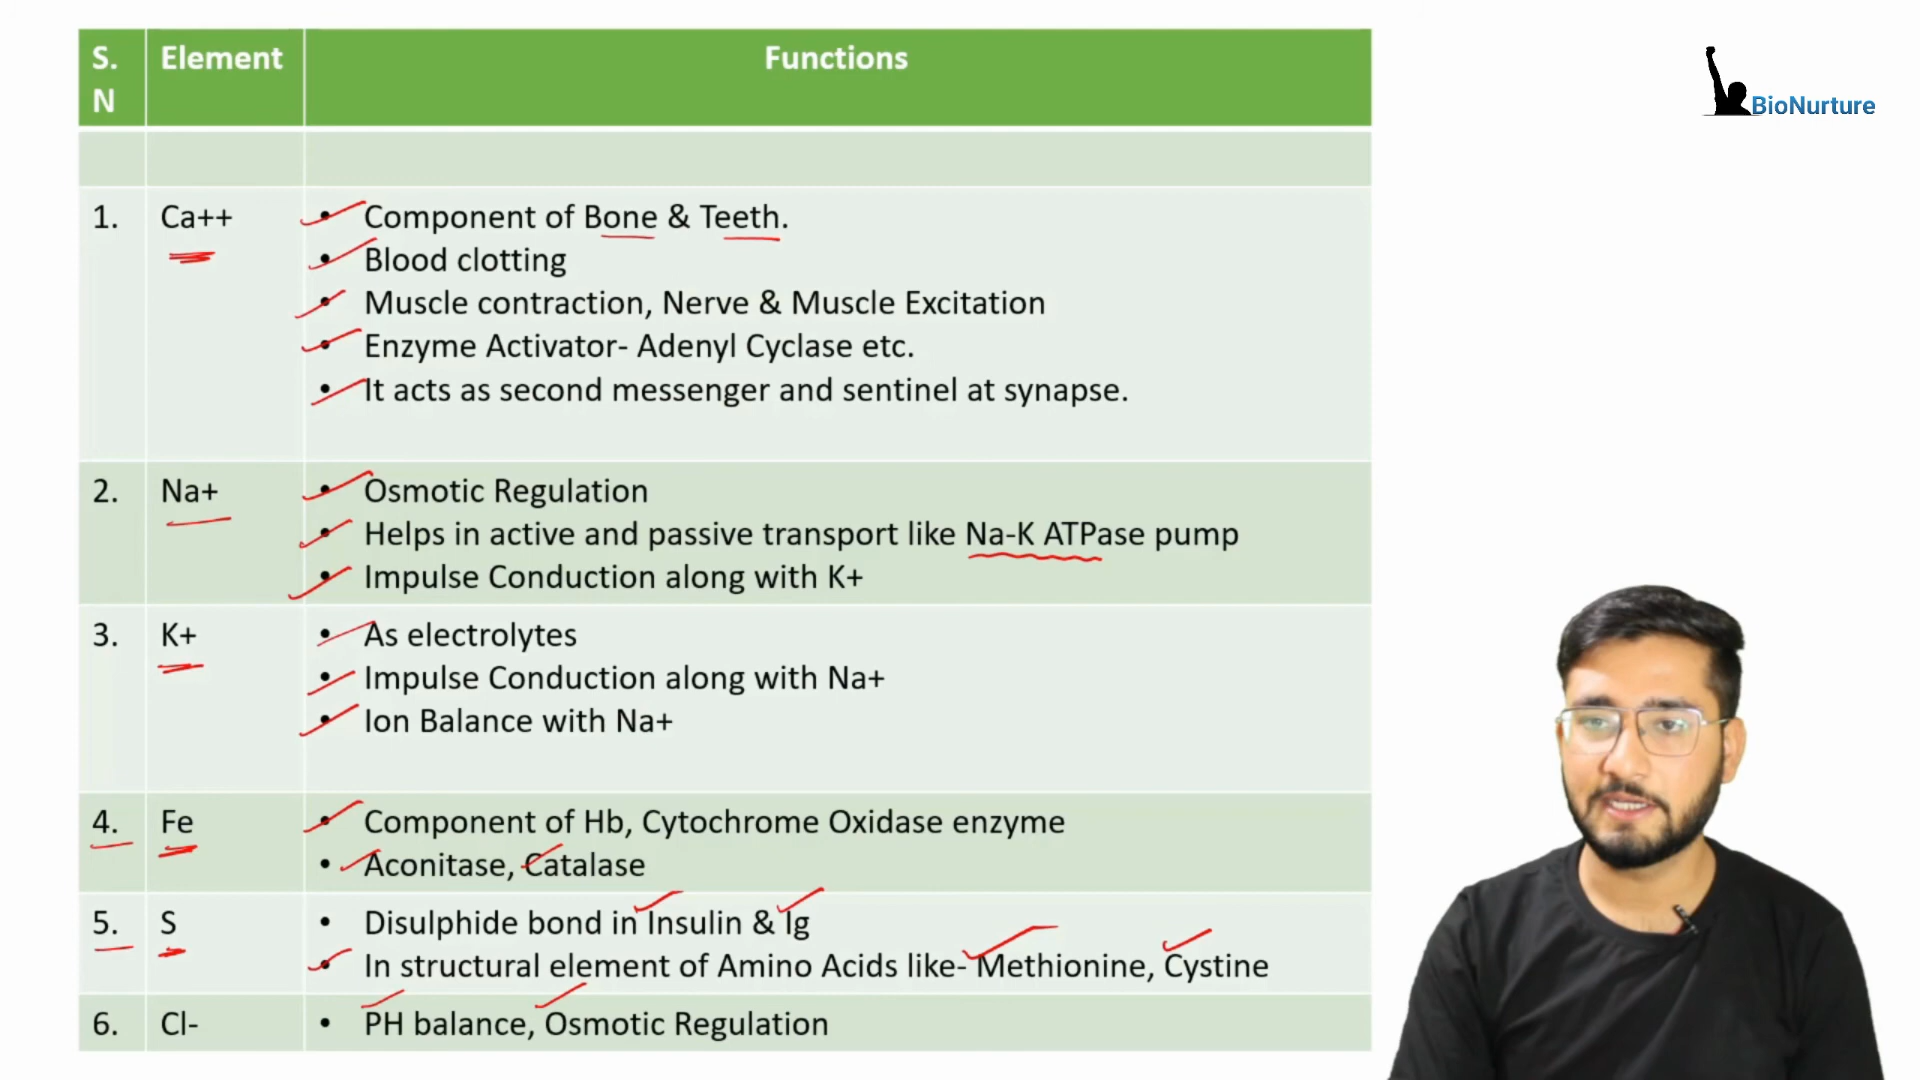 S. N Element Functions
BioNurture
1. Ca++ • Component of Bone & Teeth.
• Blood clotting
• Muscle contraction, Nerve & Muscle Excitation
• Enzyme Activator- Adenyl Cyclase etc.
• It acts as second messenger and sentinel at synapse.
2. Na+ • Osmotic Regulation
• Helps in active and passive transport like Na-K ATPase pump
• Impulse Conduction along with K+
3. K+ • As electrolytes
• Impulse Conduction along with Na+
• Ion Balance with Na+
4. Fe • Component of Hb, Cytochrome Oxidase enzyme
• Aconitase, Catalase
5. S • Disulphide bond in Insulin & Ig
• In structural element of Amino Acids like- Methionine, Cystine
6. Cl- • PH balance, Osmotic Regulation